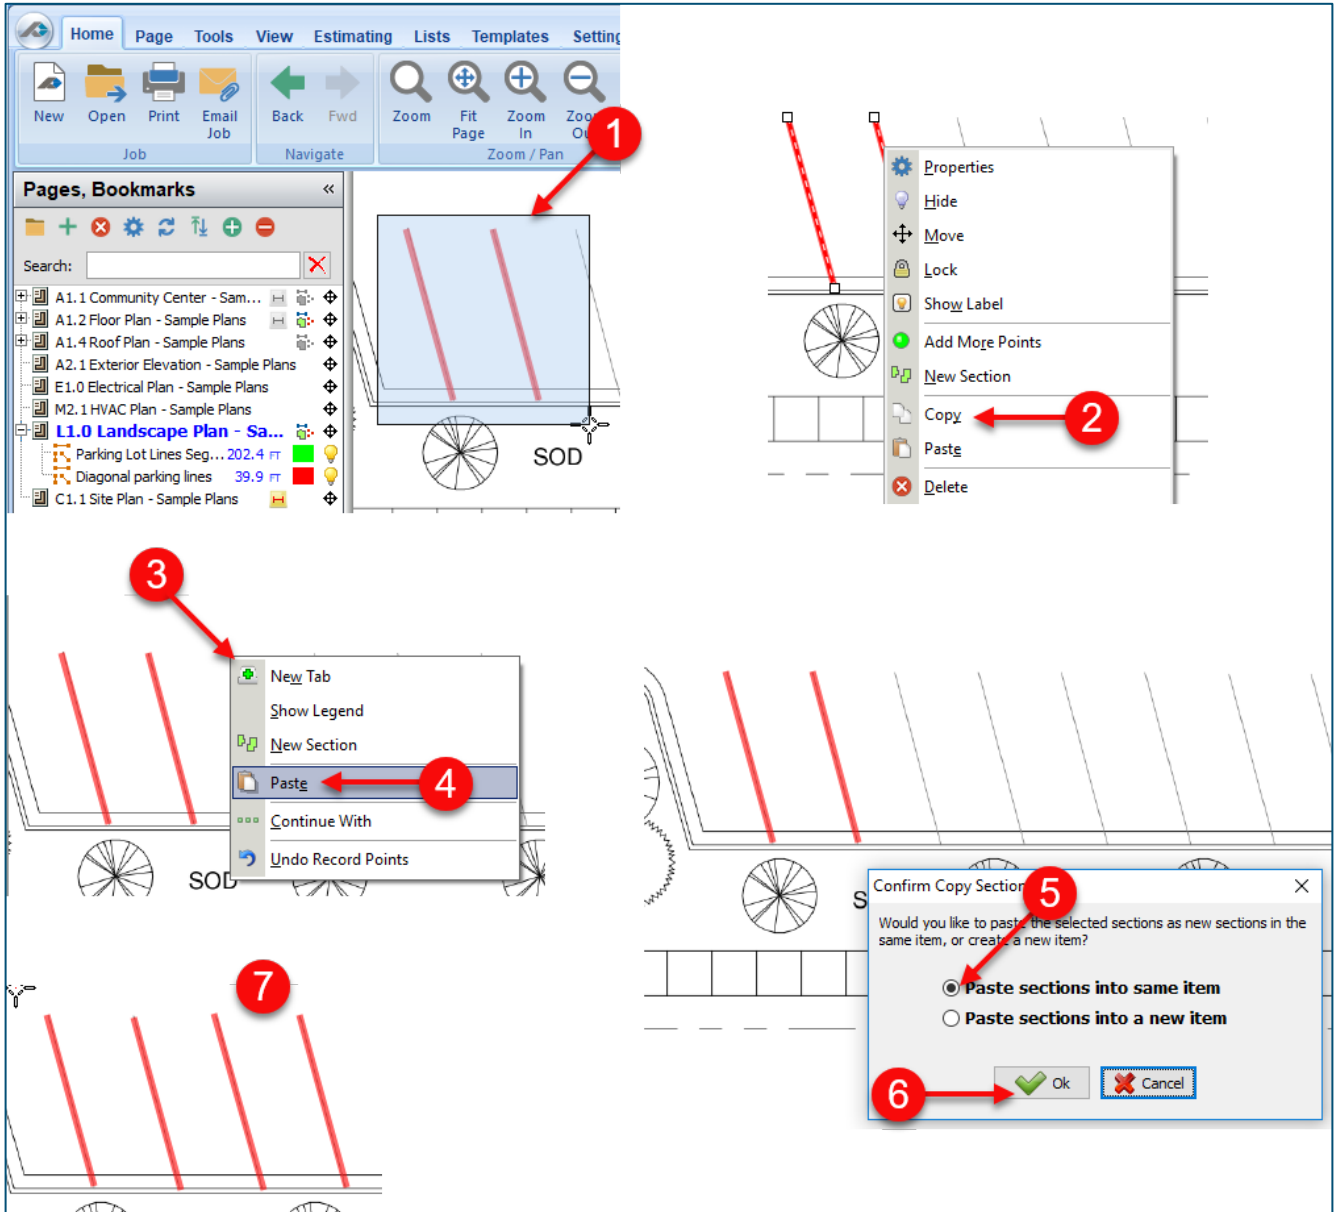 Home Page Tools View Estimating Lists Templates Setting
New Open Print Email Job Back Fwd Zoom Fit Page Zoom In
Job Navigate Zoom / Pan
1
Pages, Bookmarks «
Search:
A1.1 Community Center - Sam...
A1.2 Floor Plan - Sample Plans
A1.4 Roof Plan - Sample Plans
A2.1 Exterior Elevation - Sample Plans
E1.0 Electrical Plan - Sample Plans
M2.1 HVAC Plan - Sample Plans
L1.0 Landscape Plan - Sa...
Parking Lot Lines Seg... 202.4 FT
Diagonal parking lines 39.9 FT
C1.1 Site Plan - Sample Plans
SOD
Properties
Hide
Move
Lock
Show Label
Add More Points
New Section
Copy
2
Paste
Delete
3
New Tab
Show Legend
New Section
Paste
4
Continue With
Undo Record Points
SOD
S
Confirm Copy Section
5
Would you like to paste the selected sections as new sections in the
same item, or create a new item?
Paste sections into same item
Paste sections into a new item
6
Ok Cancel
7